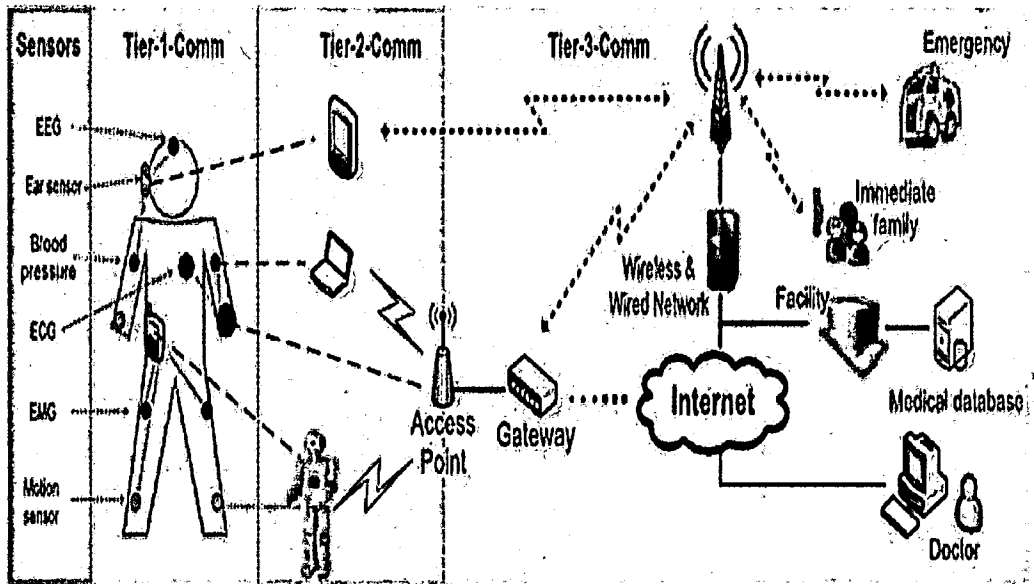 Sensors
Tier-1-Comm
Tier-2-Comm
Tier-3-Comm
Emergency
EEG
Ear sensor
Immediate
family
Blood
pressure
Wireless &
Wired Network
Facility
ECG
Internet
Medical database
EMG
Access
Point
Gateway
Motion
sensor
Doctor